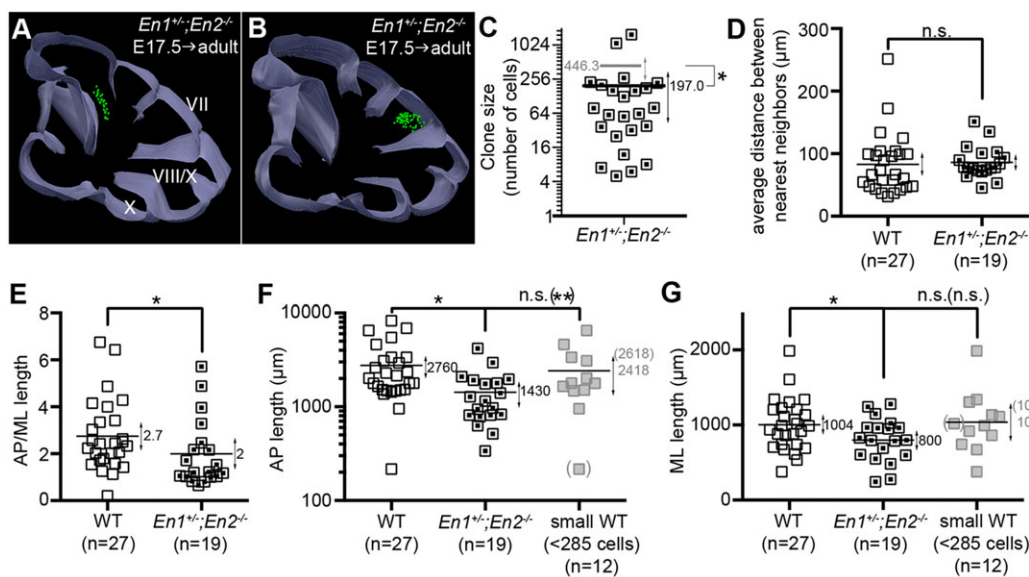 A
En1+/-;En2-/-
E17.5→adult
VII
VIII/X
X
B
En1+/-;En2-/-
E17.5→adult
C
Clone size
(number of cells)
1024
256
64
16
4
1
446.3
197.0
*
En1+/-;En2-/-
D
average distance between
nearest neighbors (µm)
300
200
100
0
n.s.
WT
(n=27)
En1+/-;En2-/-
(n=19)
E
AP/ML length
8
6
4
2
0
*
2.7
2
WT
(n=27)
En1+/-;En2-/-
(n=19)
F
AP length (µm)
10000
1000
100
*
n.s.(**)
2760
1430
(2618)
2418
( )
WT
(n=27)
En1+/-;En2-/-
(n=19)
small WT
(<285 cells)
(n=12)
G
ML length (µm)
2000
1000
0
*
n.s.(n.s.)
1004
800
( )
(10
10
WT
(n=27)
En1+/-;En2-/-
(n=19)
small WT
(<285 cells)
(n=12)